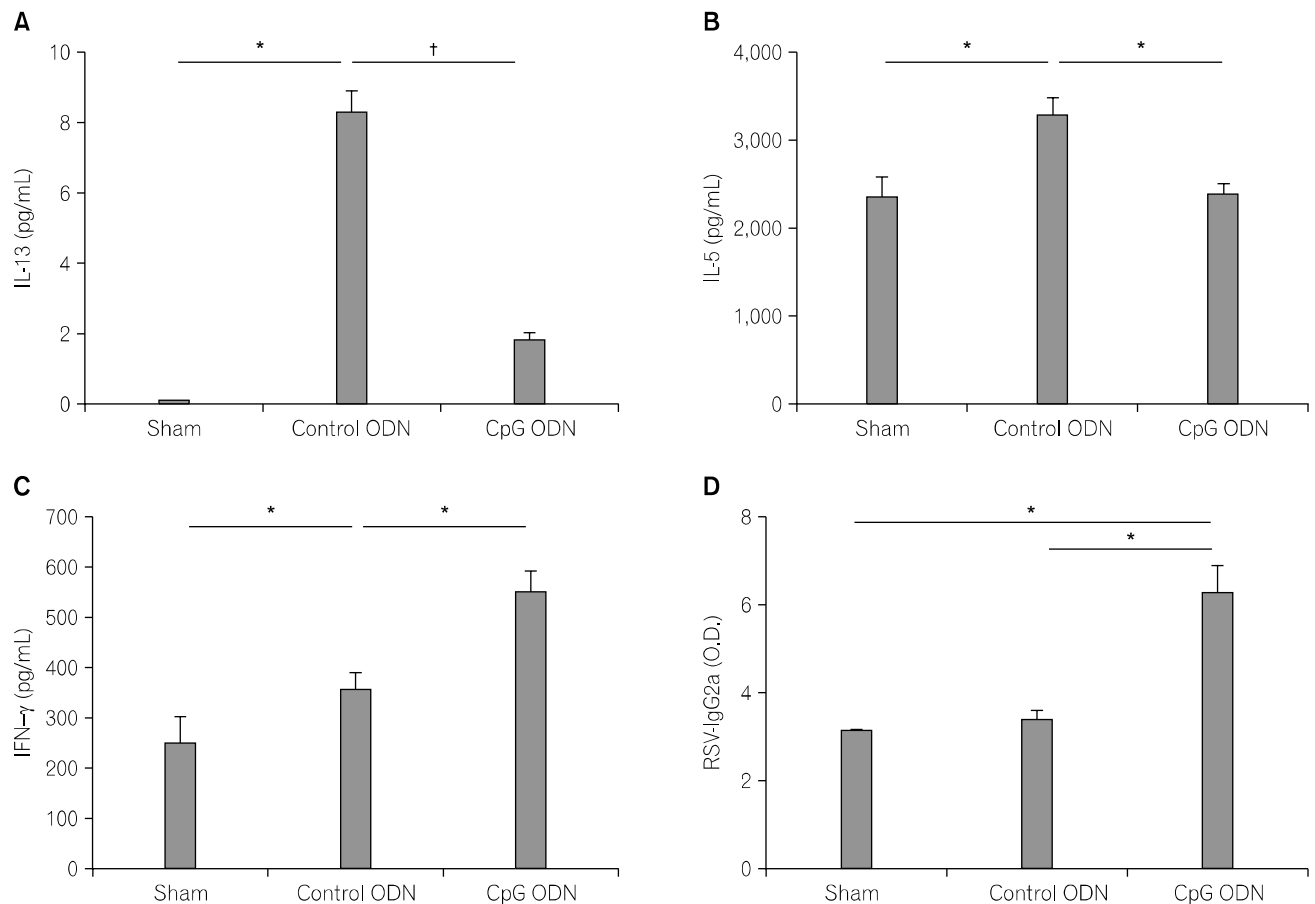 A
IL-13 (pg/mL)
10
8
6
4
2
0
*
†
Sham Control ODN CpG ODN
B
IL-5 (pg/mL)
4,000
3,000
2,000
1,000
0
*
*
Sham Control ODN CpG ODN
C
IFN–γ (pg/mL)
700
600
500
400
300
200
100
0
*
*
Sham Control ODN CpG ODN
D
RSV-IgG2a (O.D.)
8
6
4
2
0
*
*
Sham Control ODN CpG ODN